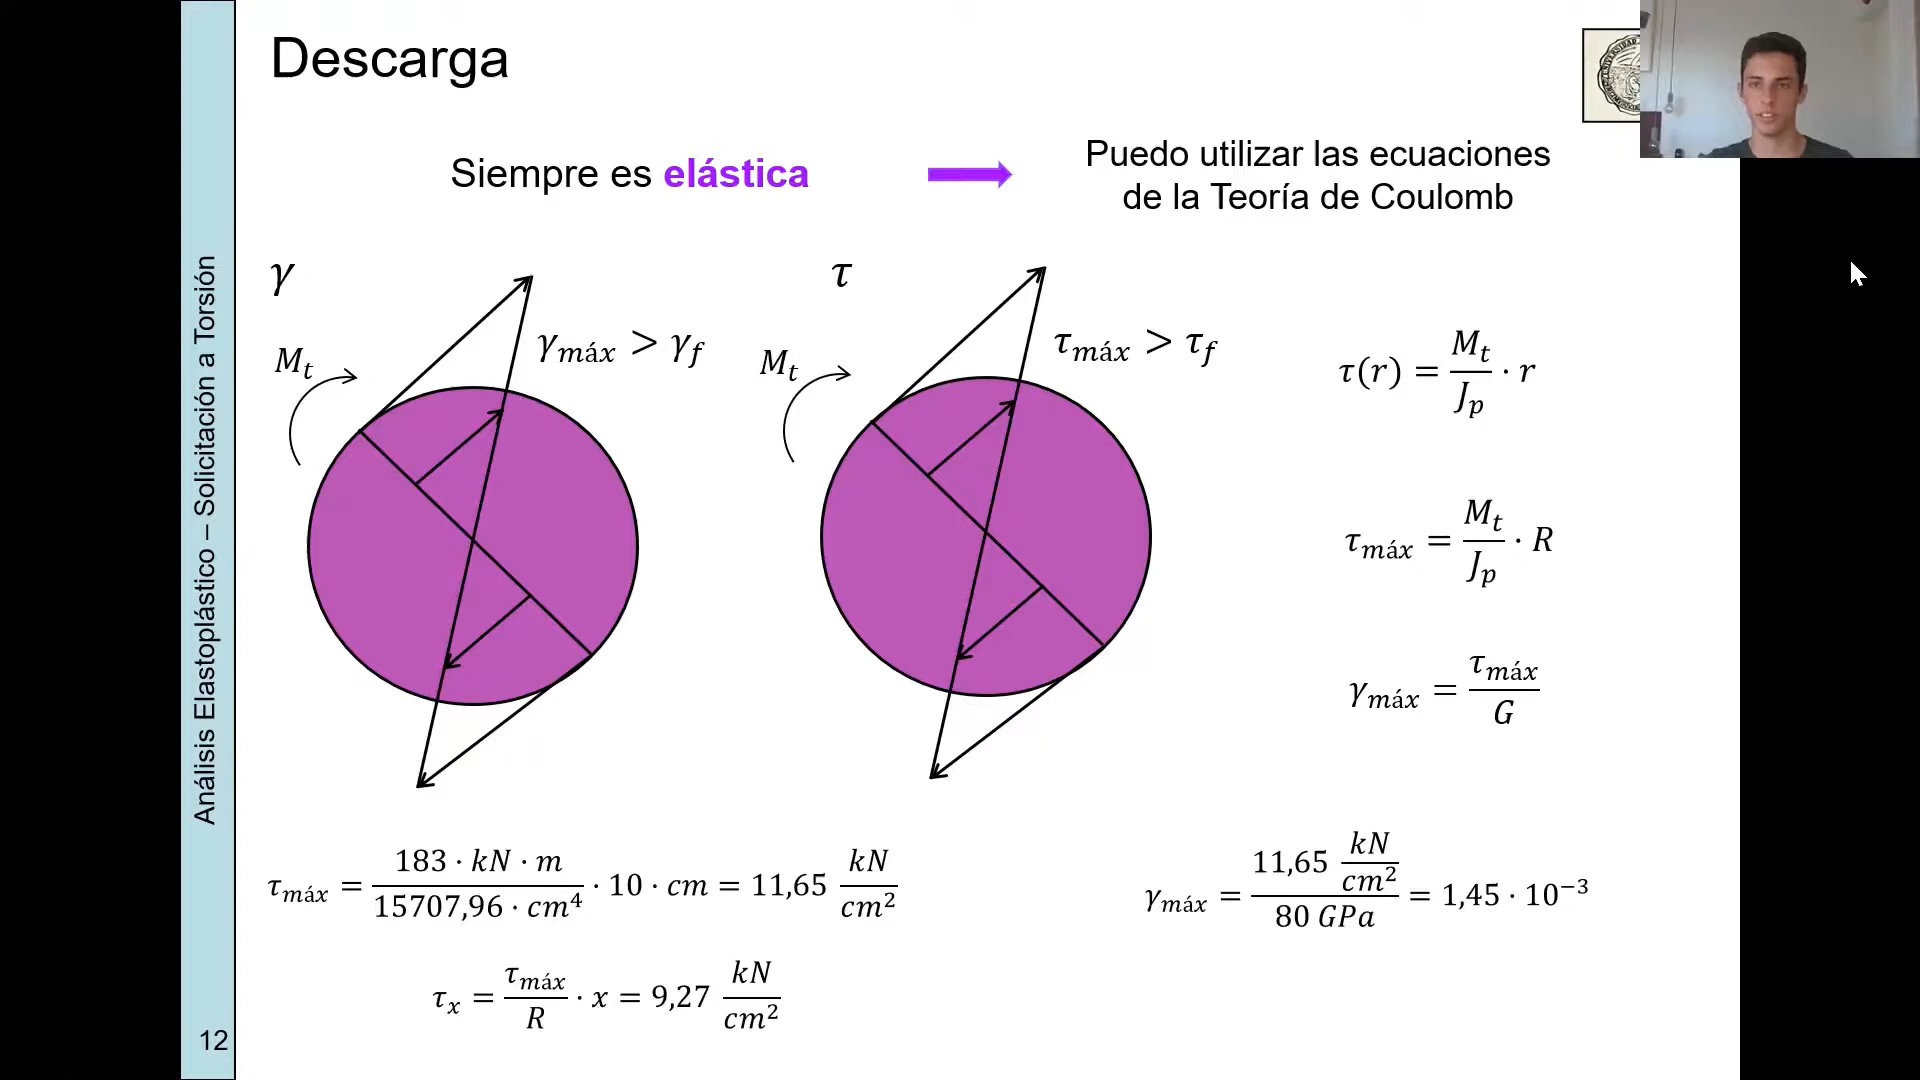 Descarga
Siempre es elástica
Puedo utilizar las ecuaciones
de la Teoría de Coulomb
Análisis Elastoplástico – Solicitación a Torsión
γ
M_t
γ_máx > γ_f
τ
M_t
τ_máx > τ_f
τ(r) = M_t / J_p · r
τ_máx = M_t / J_p · R
γ_máx = τ_máx / G
τ_máx = 183 · kN · m / 15707,96 · cm⁴ · 10 · cm = 11,65 kN / cm²
γ_máx = 11,65 kN / cm² / 80 GPa = 1,45 · 10⁻³
τ_x = τ_máx / R · x = 9,27 kN / cm²
12